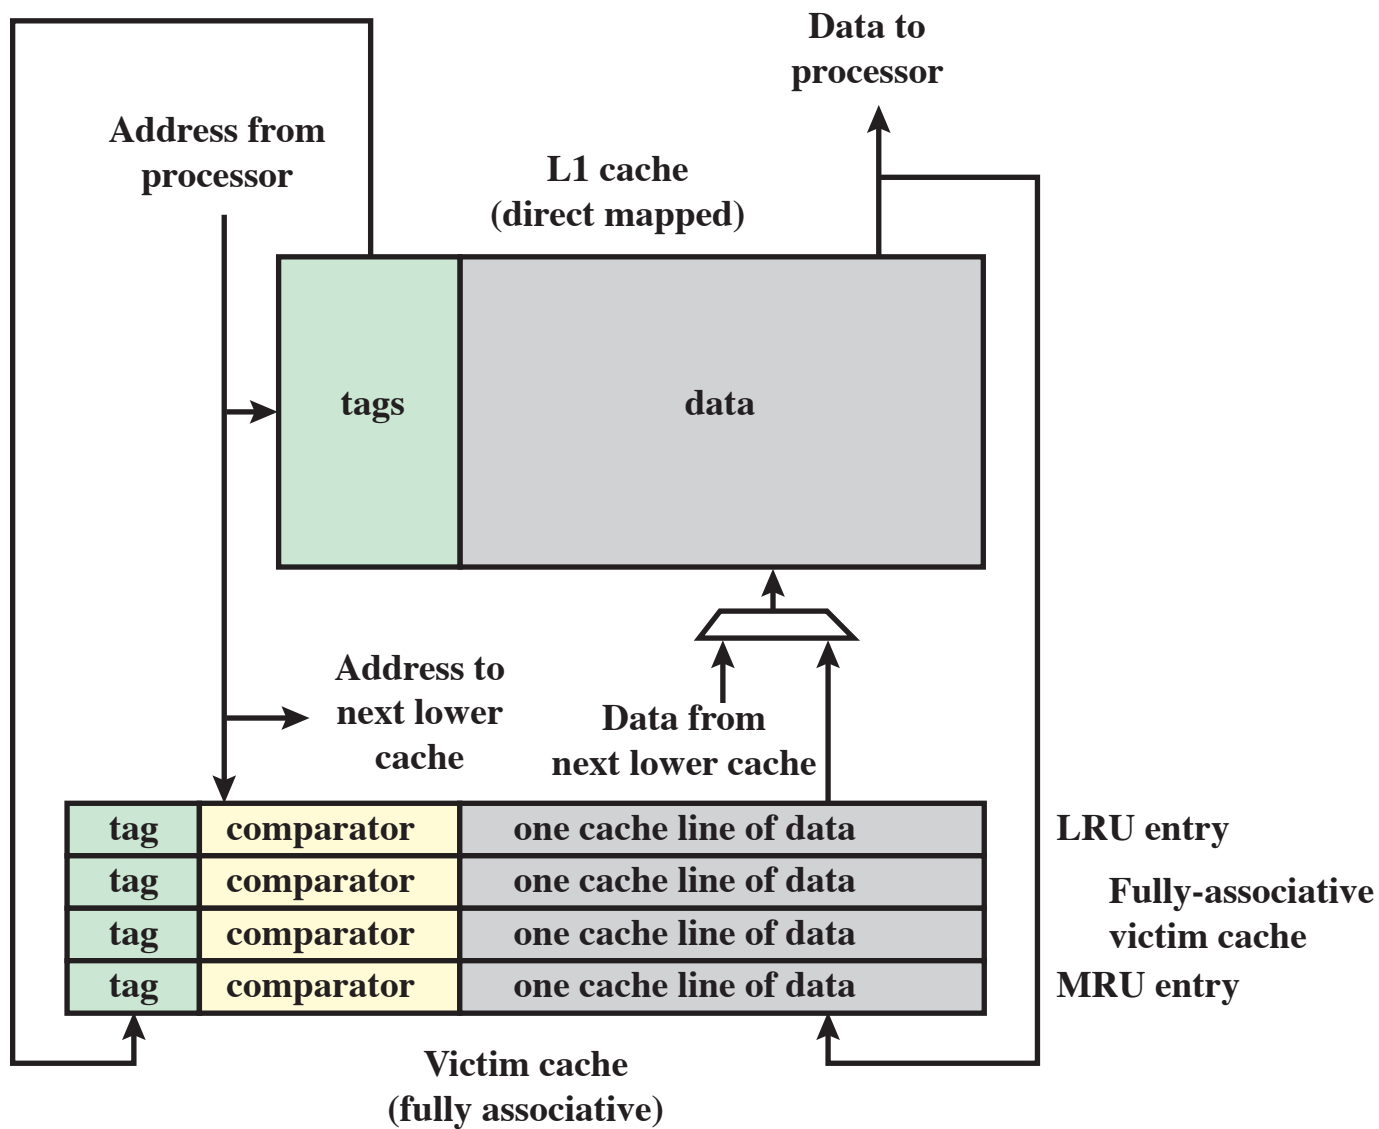 Data to
processor
Address from
processor
L1 cache
(direct mapped)
tags
data
Address to
next lower
cache
Data from
next lower cache
tag comparator one cache line of data LRU entry
tag comparator one cache line of data
Fully-associative
tag comparator one cache line of data
victim cache
tag comparator one cache line of data MRU entry
Victim cache
(fully associative)